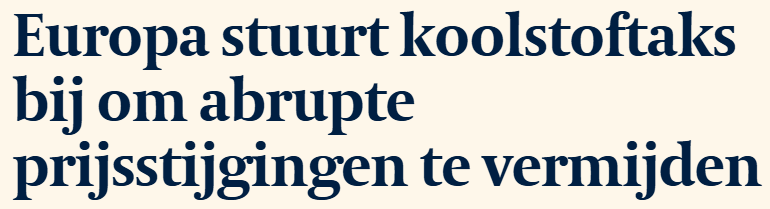 Europa stuurt koolstoftaks
bij om abrupte
prijsstijgingen te vermijden